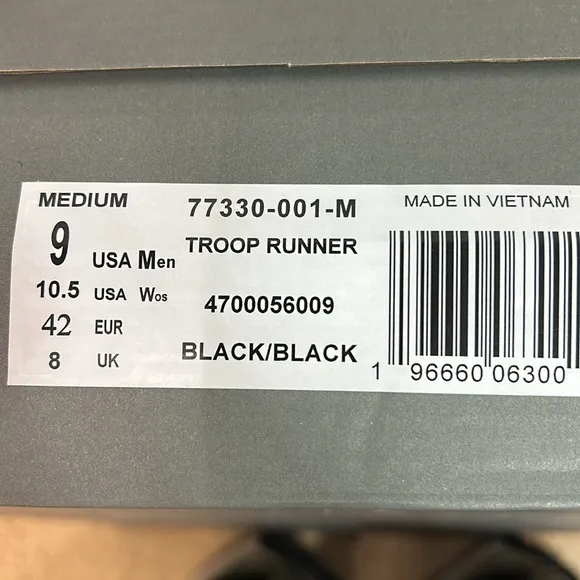 MEDIUM
9 USA Men
10.5 USA Wos
42 EUR
8 UK
77330-001-M
TROOP RUNNER
4700056009
BLACK/BLACK
MADE IN VIETNAM
1 96660 06300